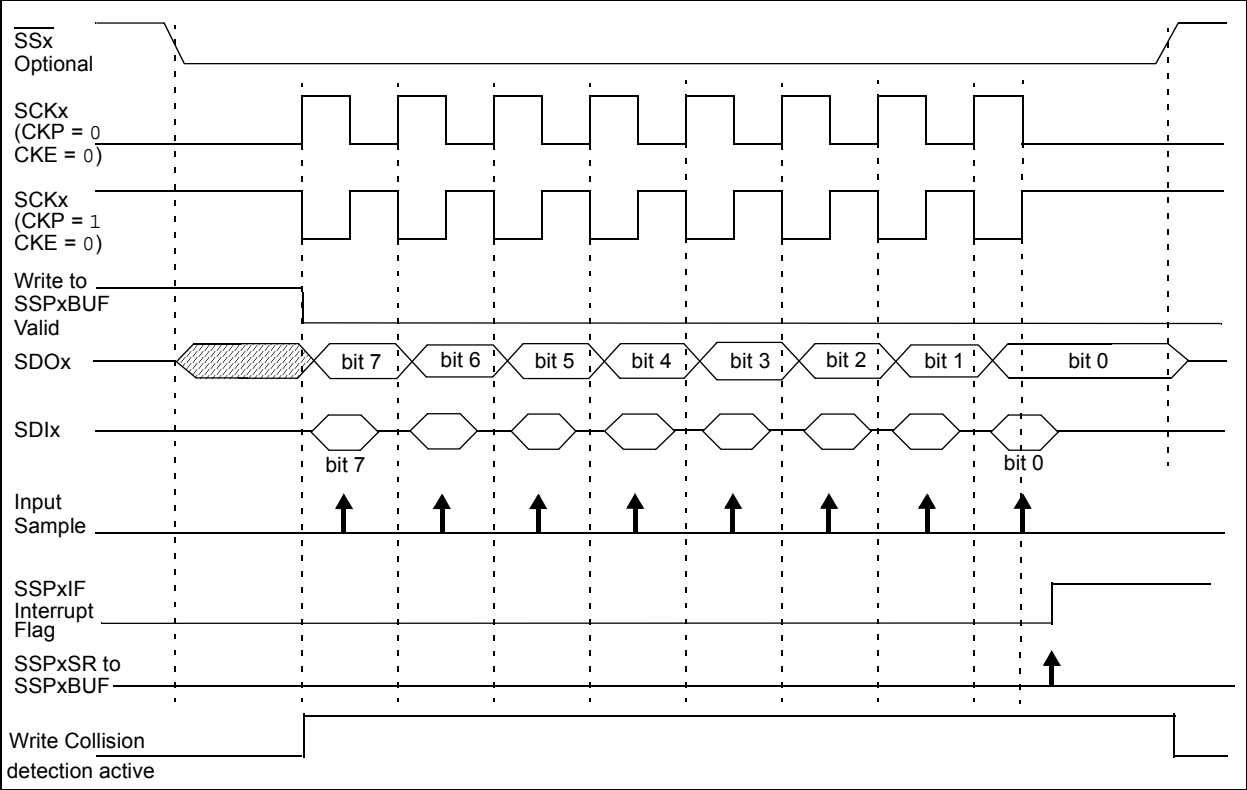 SSx
Optional
SCKx
(CKP = 0
CKE = 0)
SCKx
(CKP = 1
CKE = 0)
Write to
SSPxBUF
Valid
SDOx
bit 7
bit 6
bit 5
bit 4
bit 3
bit 2
bit 1
bit 0
SDIx
bit 7
bit 0
Input
Sample
SSPxIF
Interrupt
Flag
SSPxSR to
SSPxBUF
Write Collision
detection active